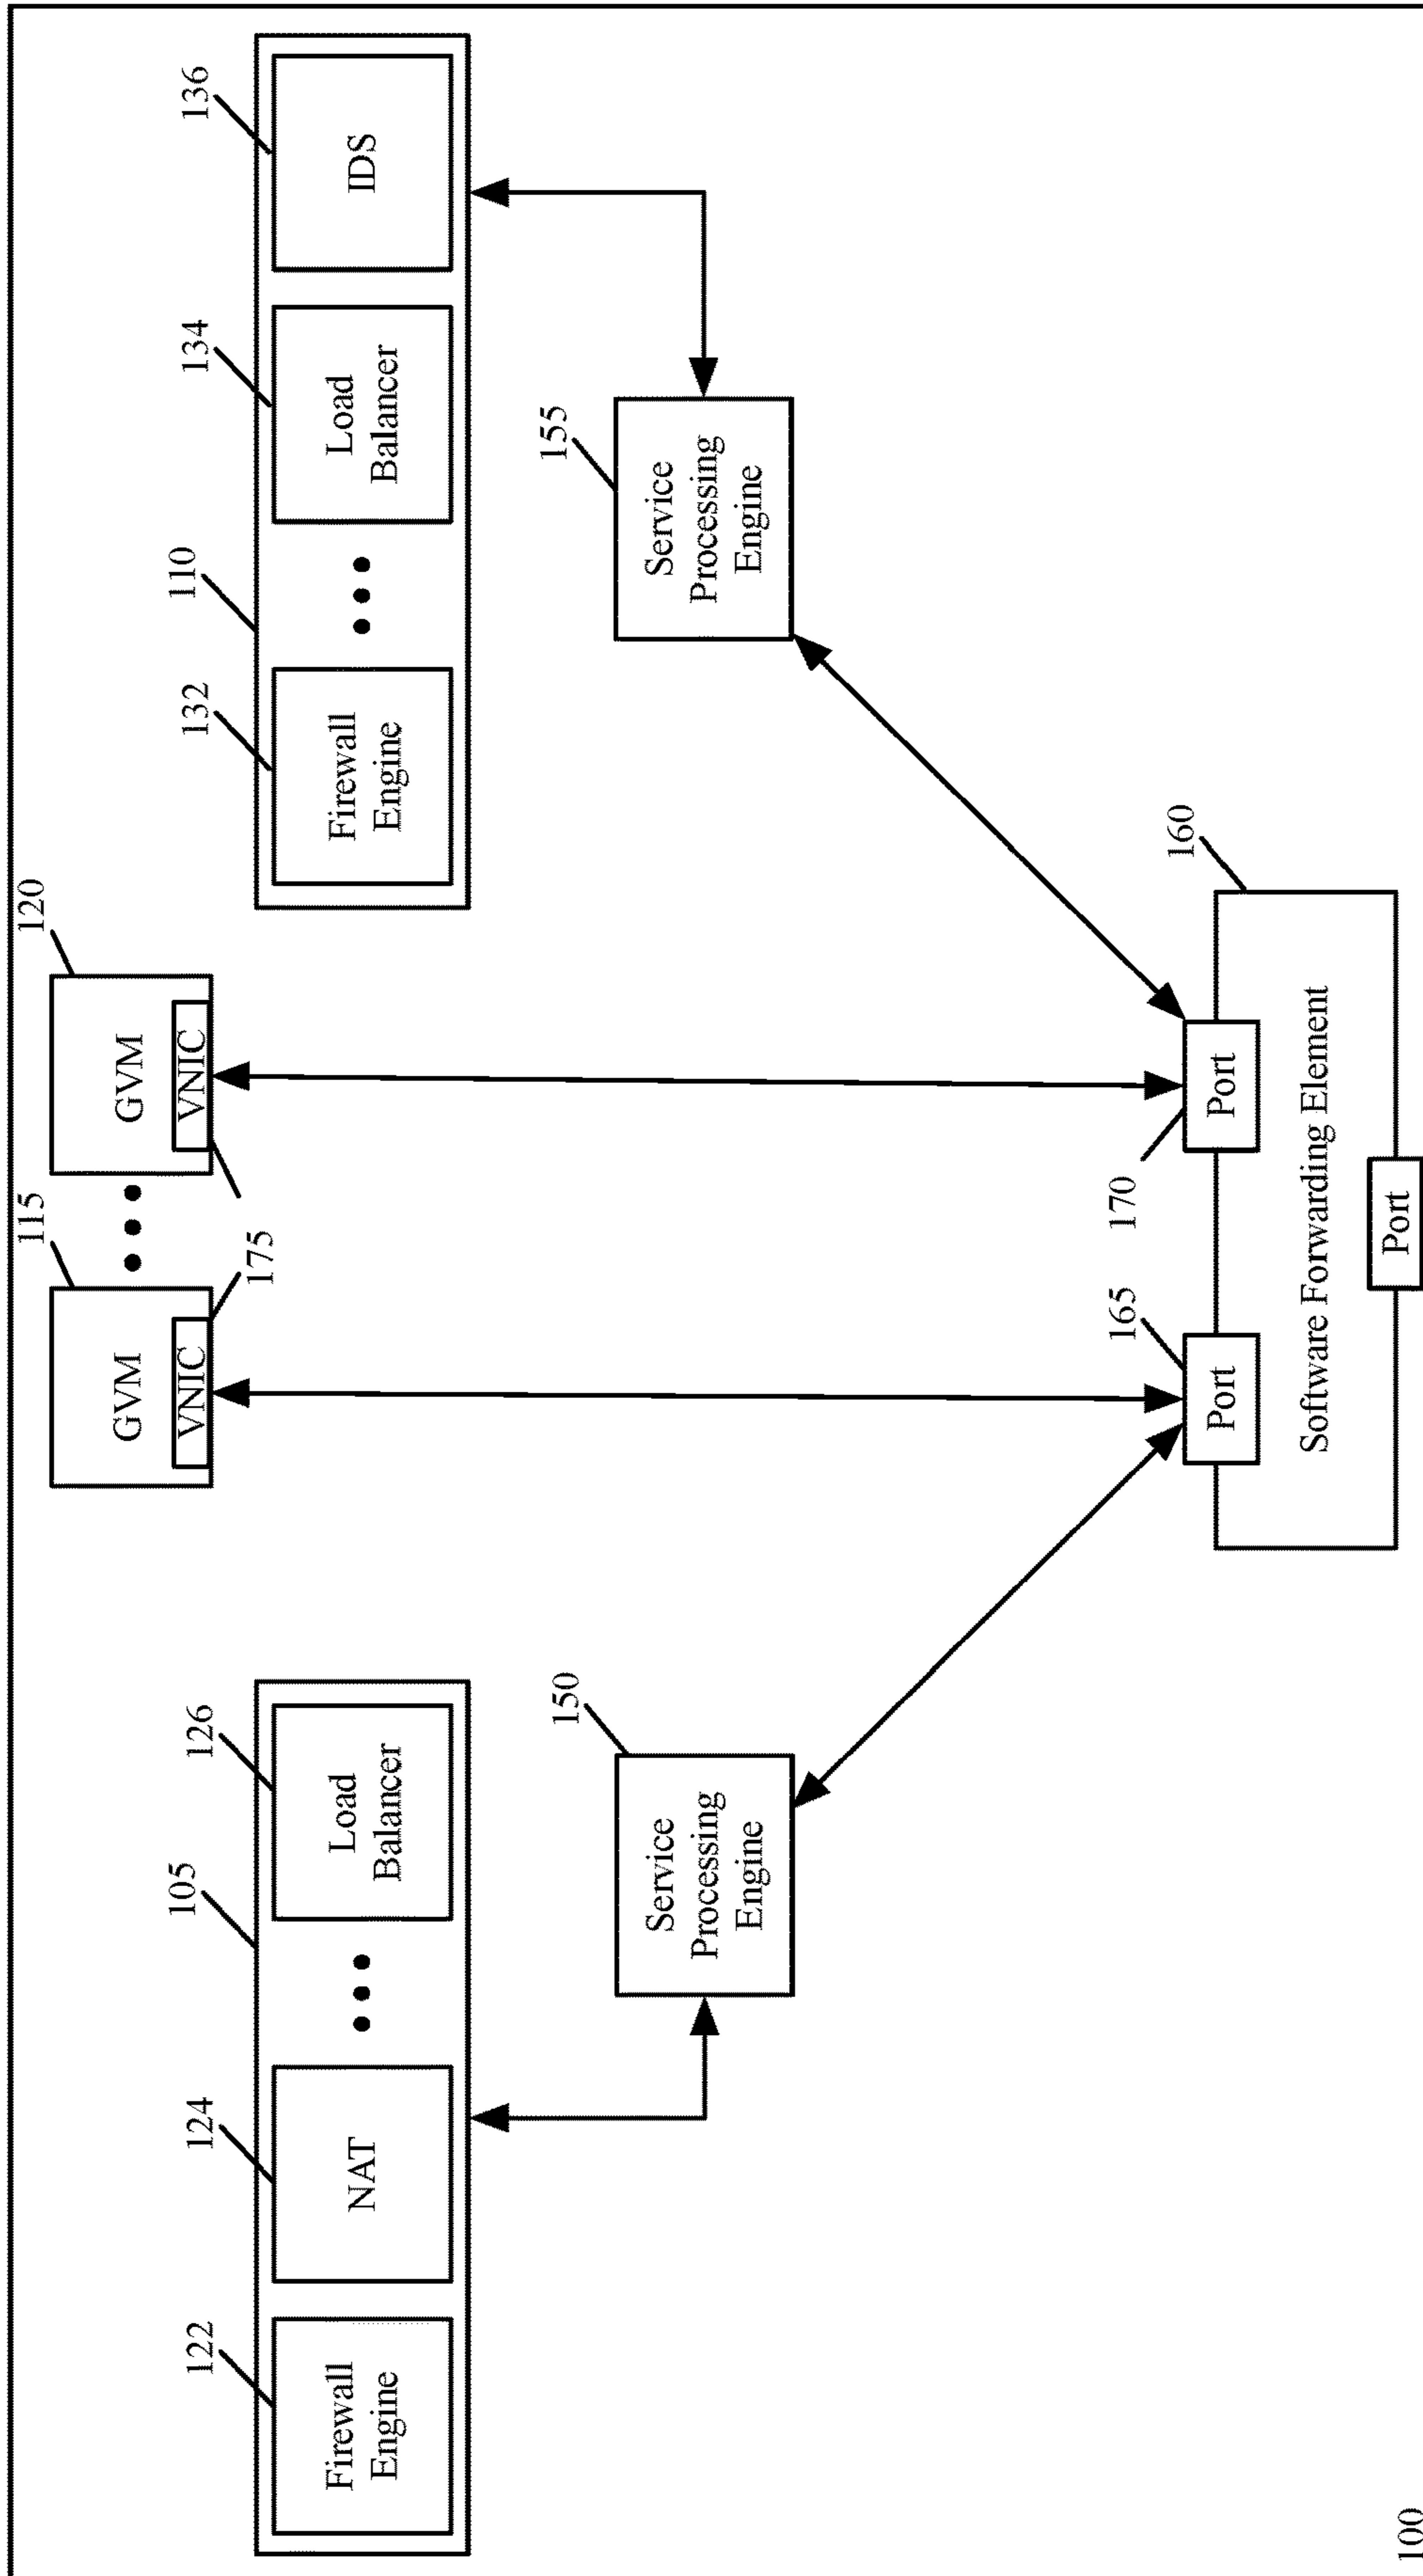 115
120
GVM
VNIC
GVM
VNIC
175
105
122
124
126
Firewall
Engine
NAT
Load
Balancer
110
132
134
136
Firewall
Engine
Load
Balancer
IDS
150
Service
Processing
Engine
155
Service
Processing
Engine
165
170
160
Port
Port
Software Forwarding Element
Port
100